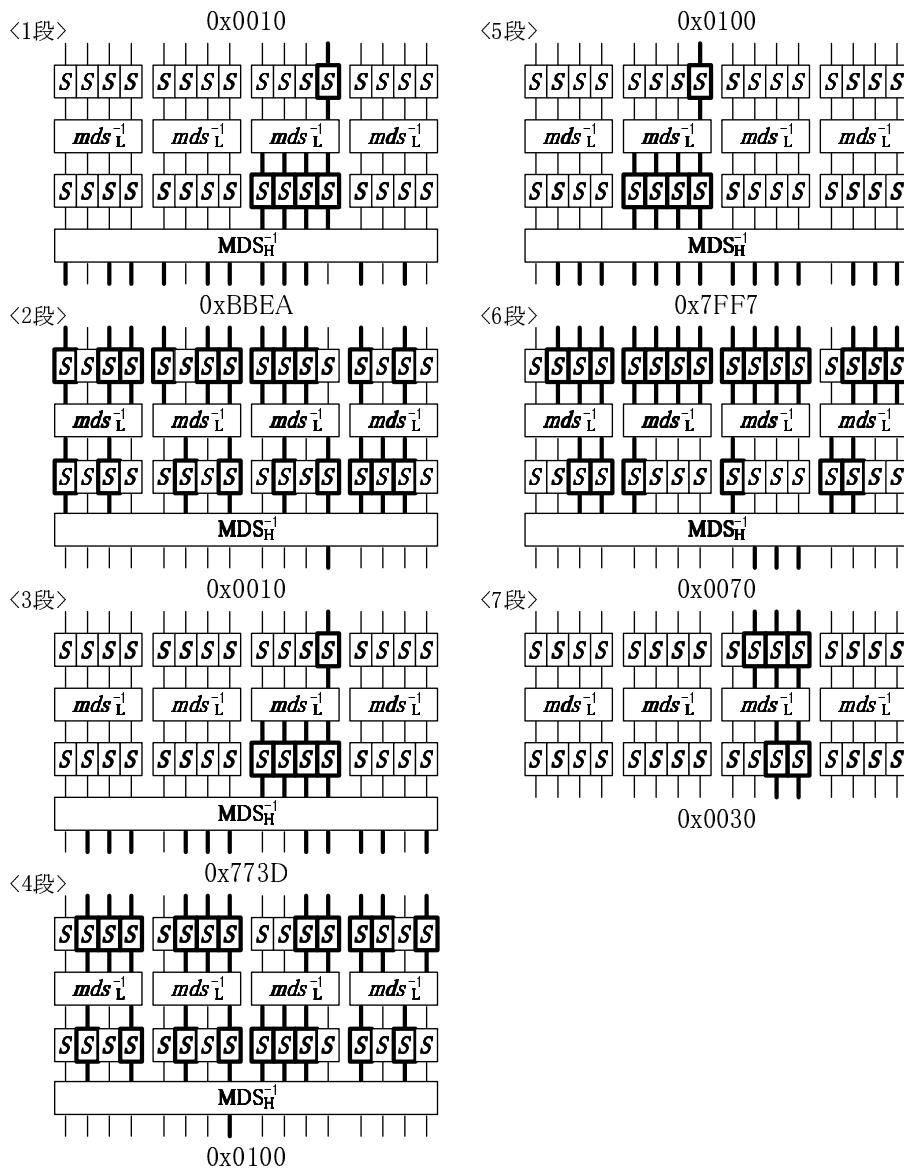 <1段>
0x0010
S S S S S S S S S S S S S S S S
mds_L^-1 mds_L^-1 mds_L^-1 mds_L^-1
S S S S S S S S S S S S S S S S
MDS_H^-1
0xBBEA
<2段>
S S S S S S S S S S S S S S S S
mds_L^-1 mds_L^-1 mds_L^-1 mds_L^-1
S S S S S S S S S S S S S S S S
MDS_H^-1
0x0010
<3段>
S S S S S S S S S S S S S S S S
mds_L^-1 mds_L^-1 mds_L^-1 mds_L^-1
S S S S S S S S S S S S S S S S
MDS_H^-1
0x773D
<4段>
S S S S S S S S S S S S S S S S
mds_L^-1 mds_L^-1 mds_L^-1 mds_L^-1
S S S S S S S S S S S S S S S S
MDS_H^-1
0x0100
<5段>
0x0100
S S S S S S S S S S S S S S S S
mds_L^-1 mds_L^-1 mds_L^-1 mds_L^-1
S S S S S S S S S S S S S S S S
MDS_H^-1
0x7FF7
<6段>
S S S S S S S S S S S S S S S S
mds_L^-1 mds_L^-1 mds_L^-1 mds_L^-1
S S S S S S S S S S S S S S S S
MDS_H^-1
0x0070
<7段>
S S S S S S S S S S S S S S S S
mds_L^-1 mds_L^-1 mds_L^-1 mds_L^-1
S S S S S S S S S S S S S S S S
0x0030